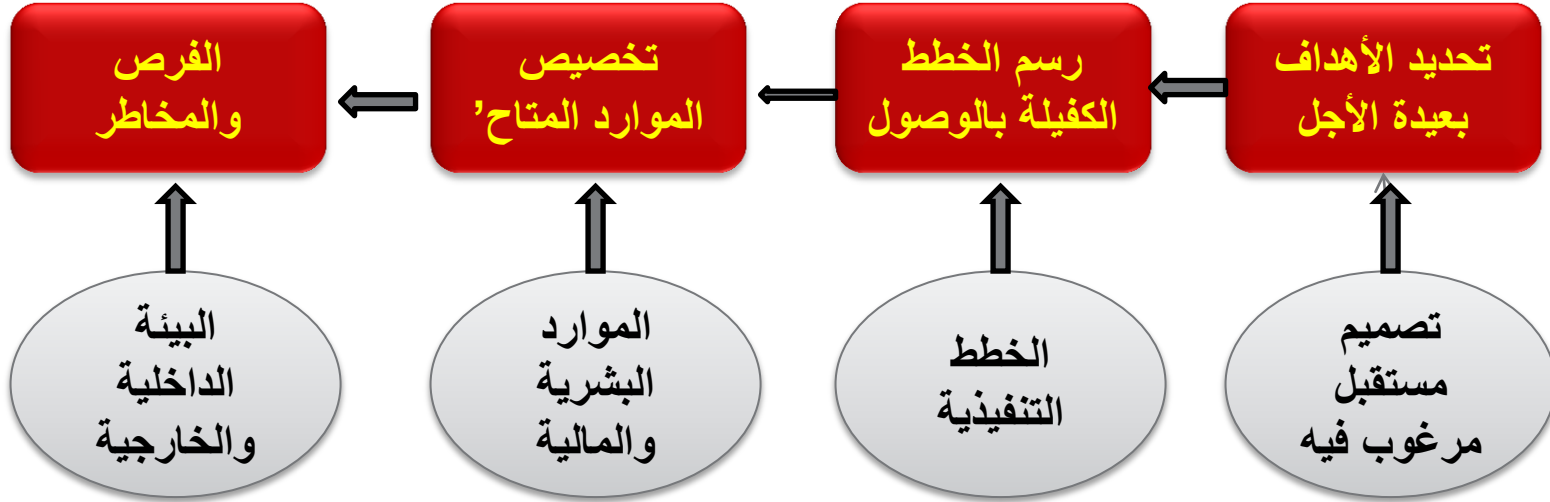 تحديد الأهداف
بعيدة الأجل
رسم الخطط
الكفيلة بالوصول
تخصيص
الموارد المتاح’
الفرص
والمخاطر
تصميم
مستقبل
مرغوب فيه
الخطط
التنفيذية
الموارد
البشرية
والمالية
البيئة
الداخلية
والخارجية